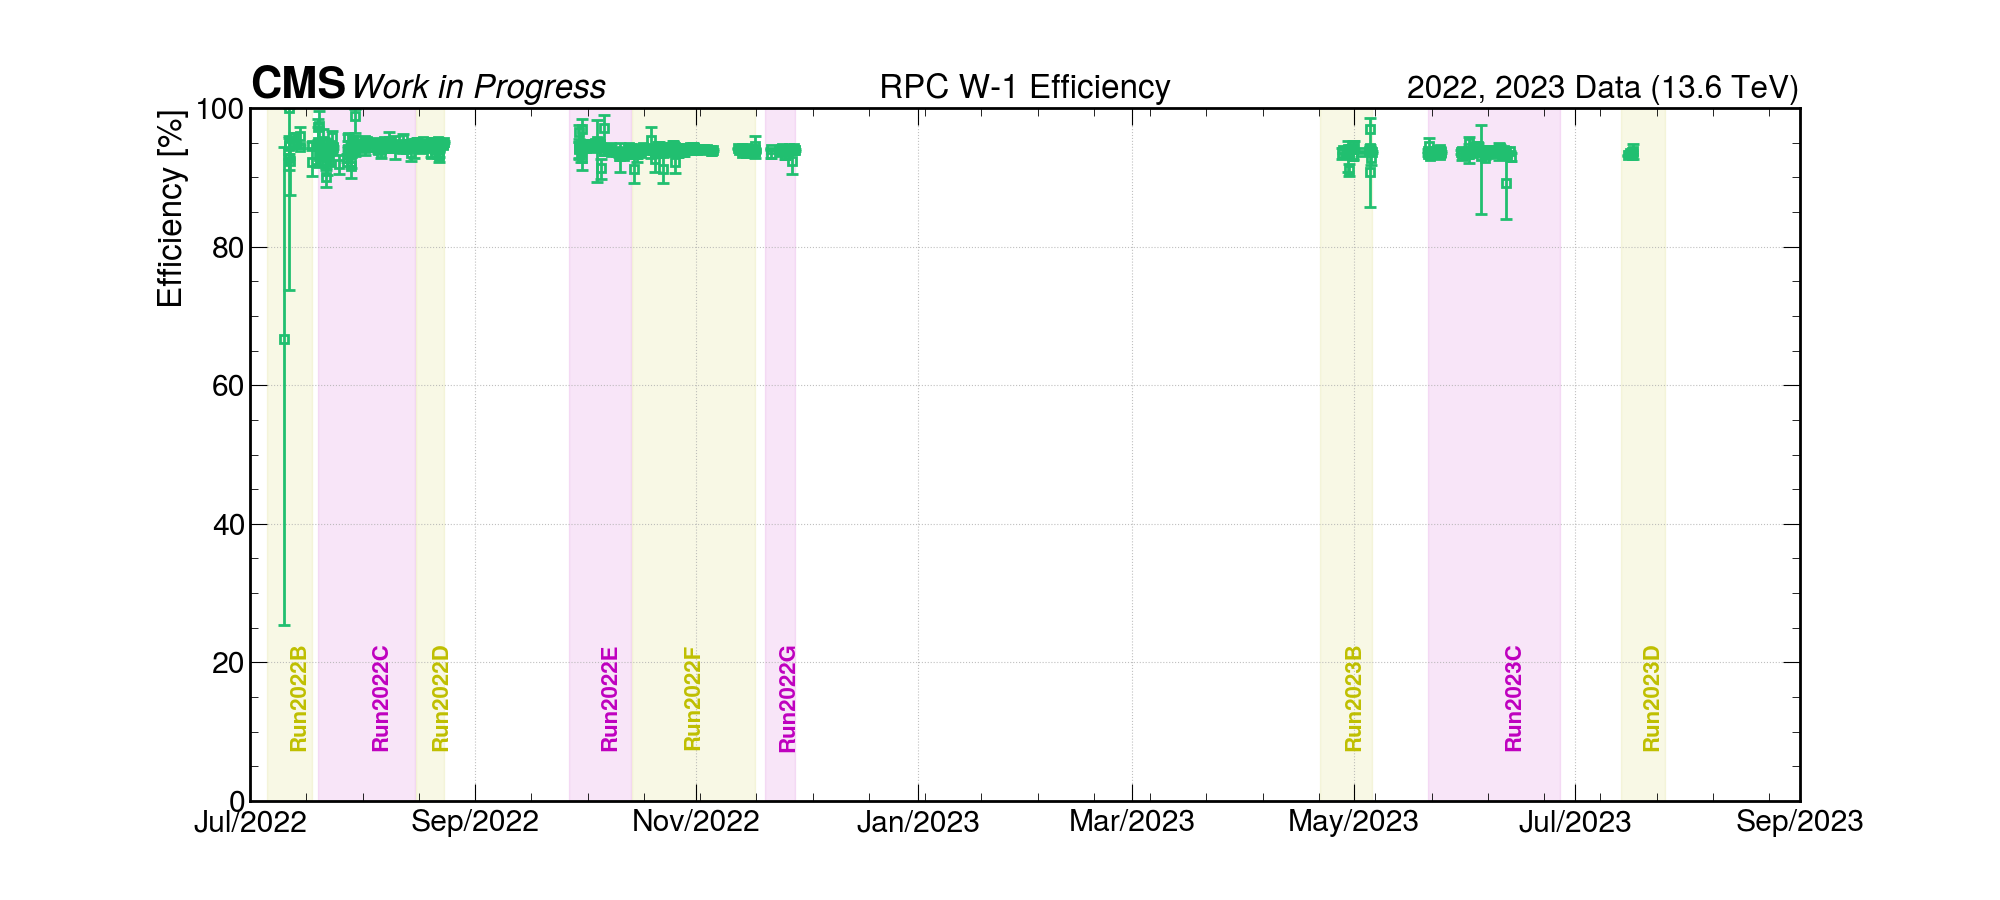 CMS Work in Progress RPC W-1 Efficiency 2022, 2023 Data (13.6 TeV)
Efficiency [%]
100
80
60
40
20
0
Run2022B
Run2022C
Run2022D
Run2022E
Run2022F
Run2022G
Run2023B
Run2023C
Run2023D
Jul/2022 Sep/2022 Nov/2022 Jan/2023 Mar/2023 May/2023 Jul/2023 Sep/2023